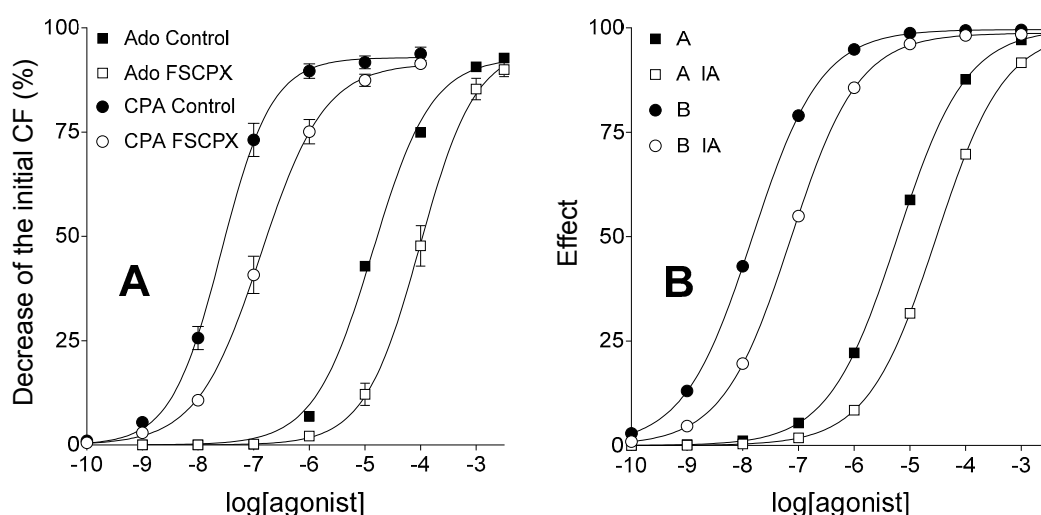 100
75
50
25
0
Decrease of the initial CF (%)
Ado Control
Ado FSCPX
CPA Control
CPA FSCPX
A
-10 -9 -8 -7 -6 -5 -4 -3
log[agonist]
100
75
50
25
0
Effect
A
A IA
B
B IA
B
-10 -9 -8 -7 -6 -5 -4 -3
log[agonist]